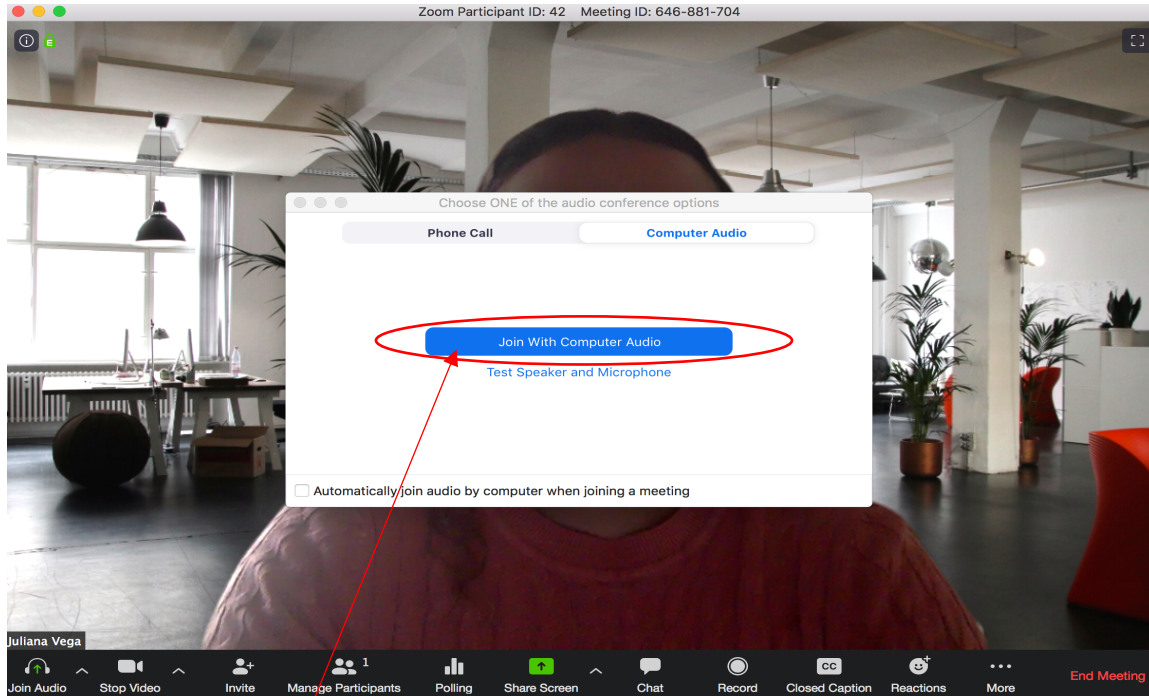 Zoom Participant ID: 42 Meeting ID: 646-881-704
E
Choose ONE of the audio conference options
Phone Call Computer Audio
Join With Computer Audio
Test Speaker and Microphone
Automatically join audio by computer when joining a meeting
Juliana Vega
1
CC
Join Audio Stop Video Invite Manage Participants Polling Share Screen Chat Record Closed Caption Reactions More End Meeting